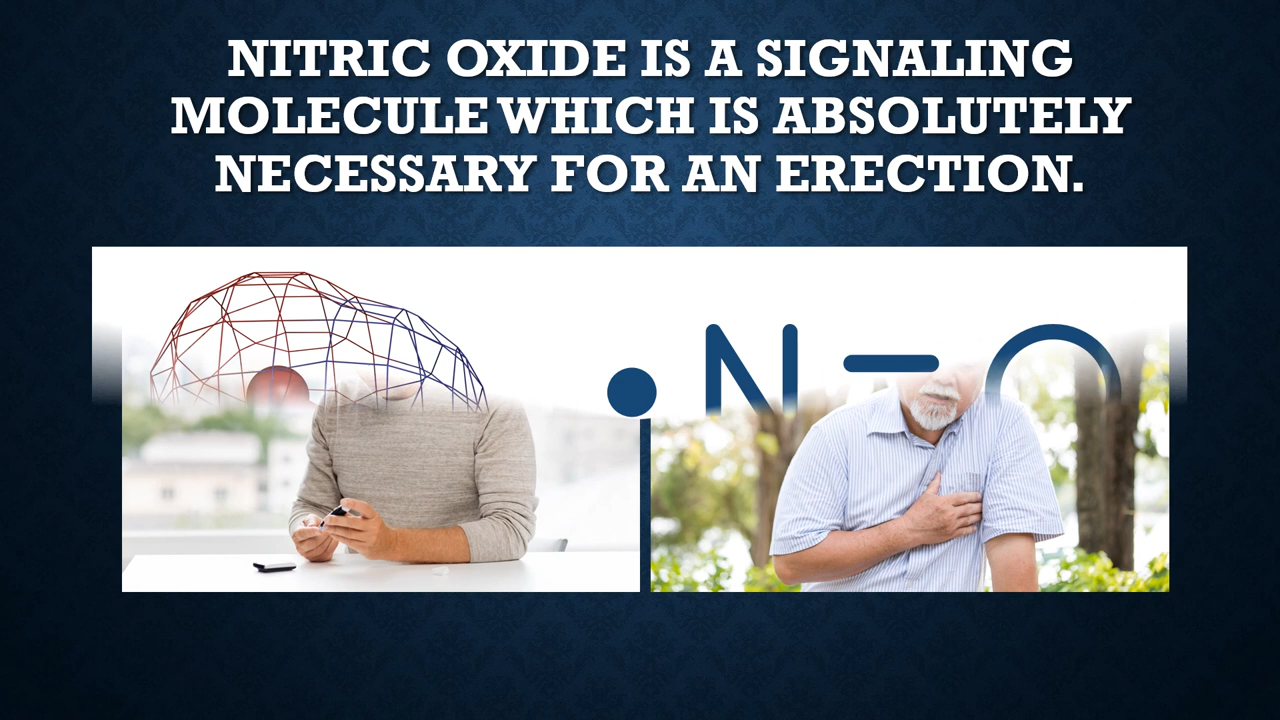 NITRIC OXIDE IS A SIGNALING
MOLECULE WHICH IS ABSOLUTELY
NECESSARY FOR AN ERECTION.
N=O